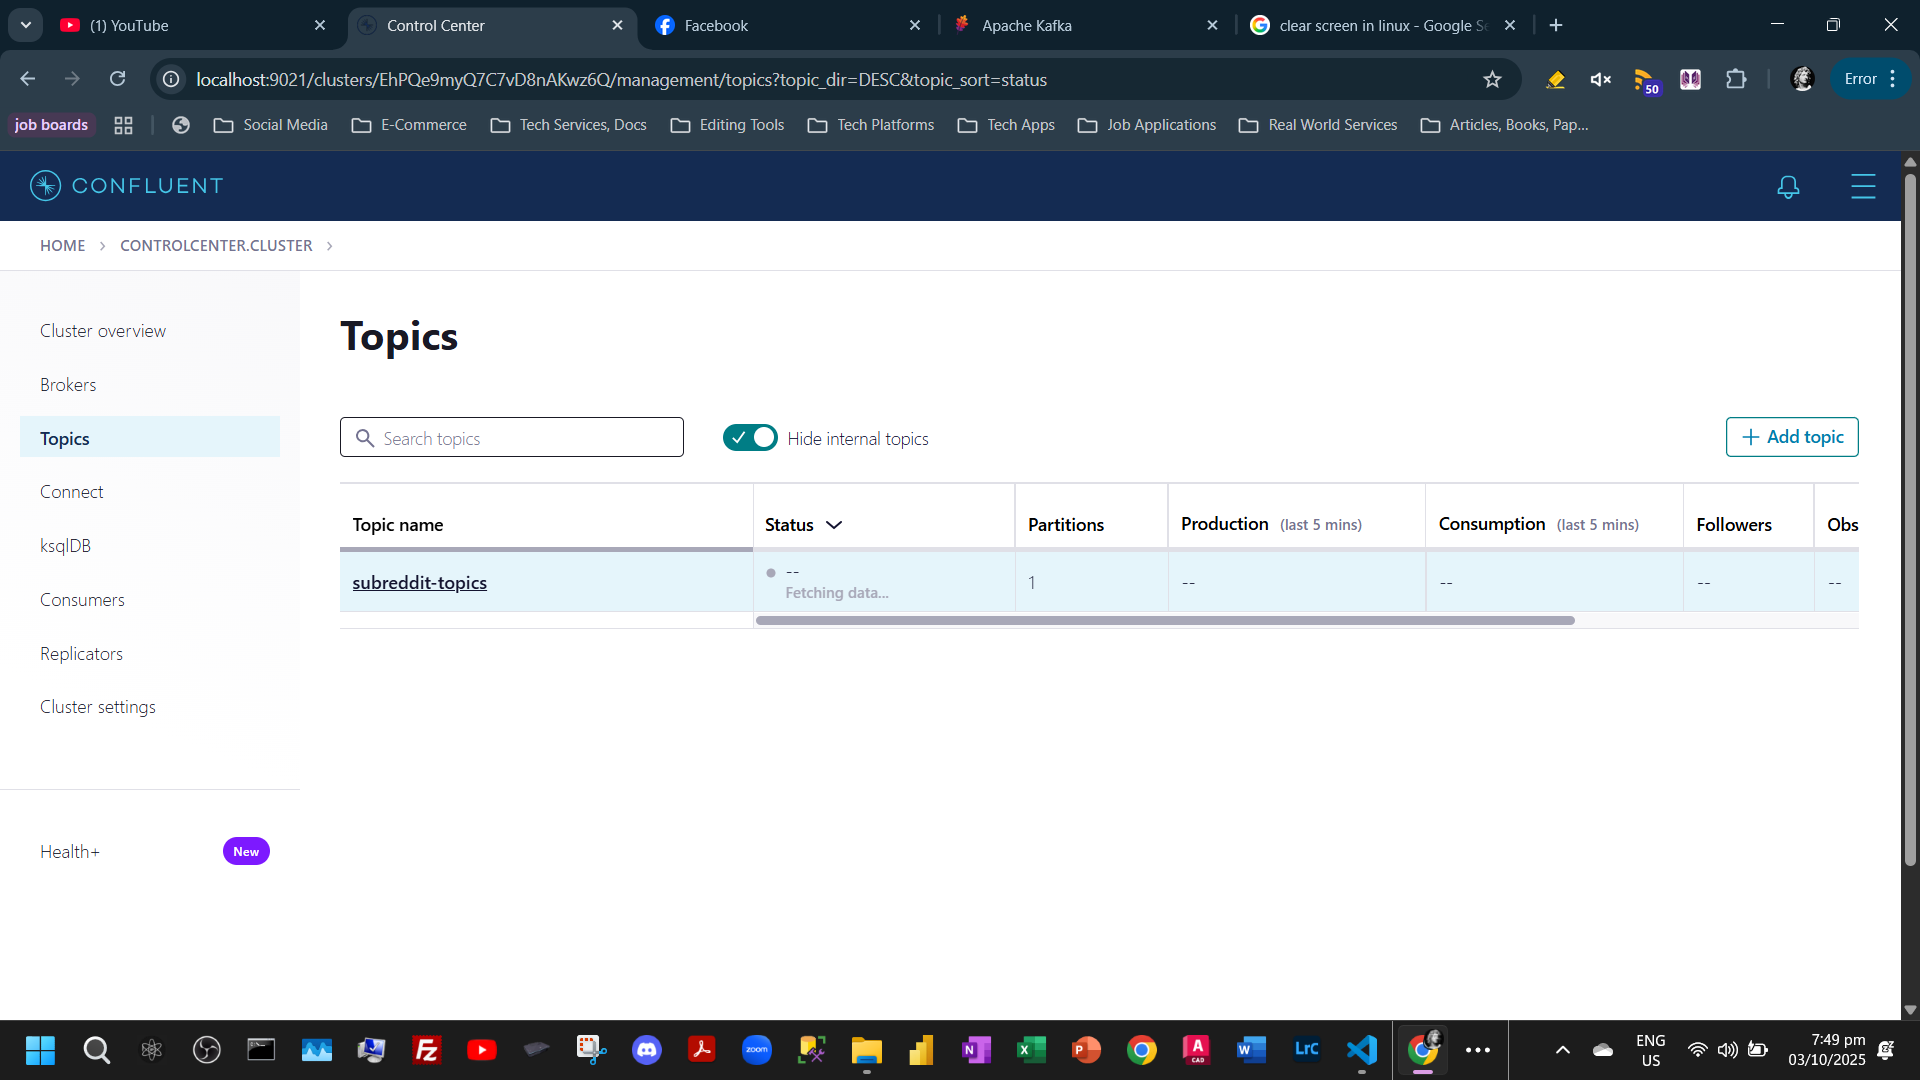 (1) YouTube
Control Center
Facebook
Apache Kafka
clear screen in linux - Google Se
localhost:9021/clusters/EhPQe9myQ7C7vD8nAKwz6Q/management/topics?topic_dir=DESC&topic_sort=status
50
Error
job boards
Social Media
E-Commerce
Tech Services, Docs
Editing Tools
Tech Platforms
Tech Apps
Job Applications
Real World Services
Articles, Books, Pap...
CONFLUENT
HOME > CONTROLCENTER.CLUSTER >
Cluster overview
Brokers
Topics
Connect
ksqlDB
Consumers
Replicators
Cluster settings
Health+
New
Topics
Search topics
Hide internal topics
+ Add topic
Topic name
Status
Partitions
Production (last 5 mins)
Consumption (last 5 mins)
Followers
Obs
subreddit-topics
--
Fetching data...
1
--
--
--
--
zoom
LrC
ENG
US
7:49 pm
03/10/2025